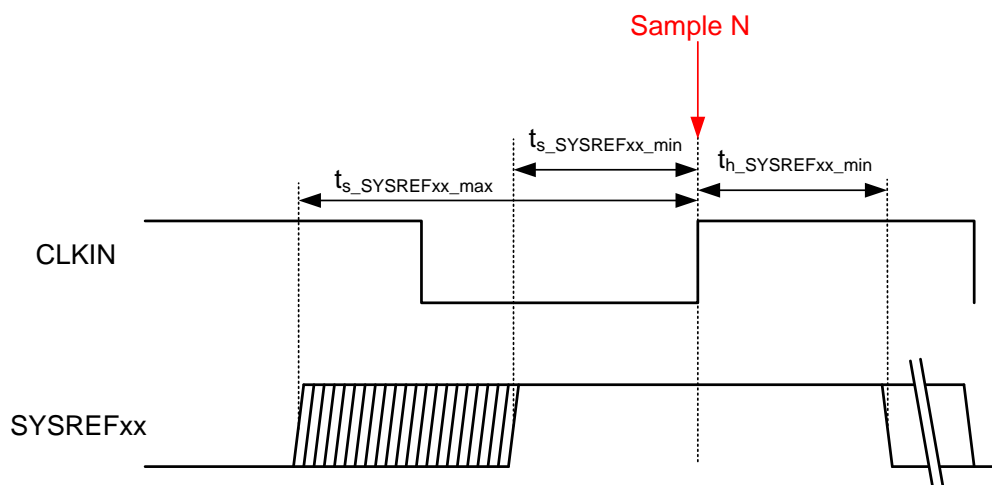 Sample N
ts_SYSREFxx_min
th_SYSREFxx_min
ts_SYSREFxx_max
CLKIN
SYSREFxx